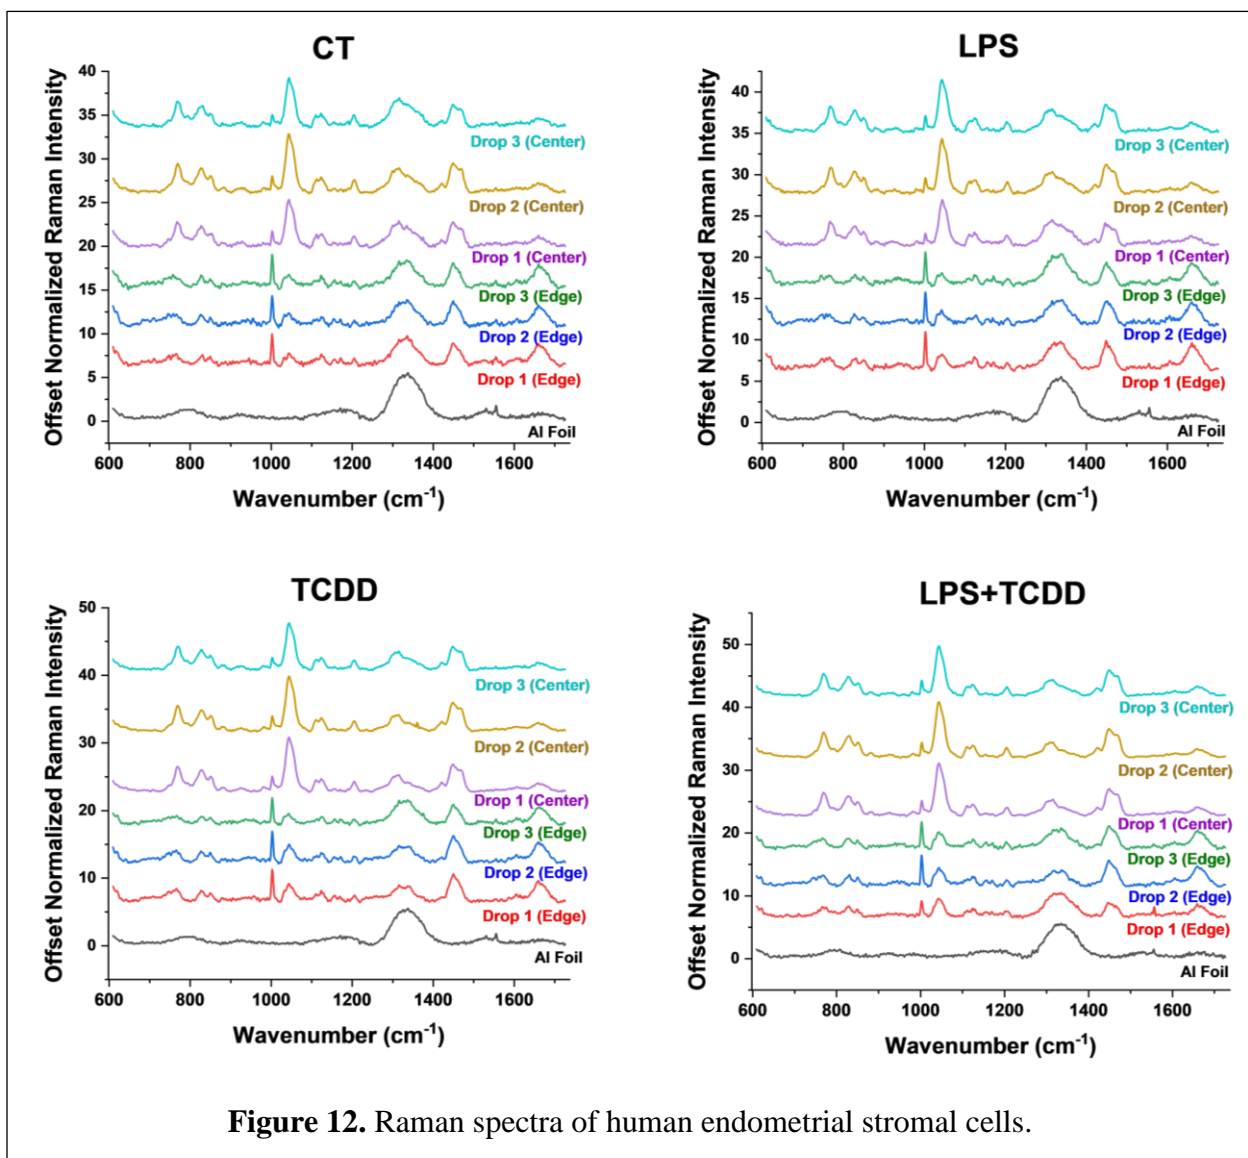 CT
Offset Normalized Raman Intensity
40
35
30
25
20
15
10
5
0
Drop 3 (Center)
Drop 2 (Center)
Drop 1 (Center)
Drop 3 (Edge)
Drop 2 (Edge)
Drop 1 (Edge)
Al Foil
600 800 1000 1200 1400 1600
Wavenumber (cm⁻¹)
LPS
Offset Normalized Raman Intensity
40
35
30
25
20
15
10
5
0
Drop 3 (Center)
Drop 2 (Center)
Drop 1 (Center)
Drop 3 (Edge)
Drop 2 (Edge)
Drop 1 (Edge)
Al Foil
600 800 1000 1200 1400 1600
Wavenumber (cm⁻¹)
TCDD
Offset Normalized Raman Intensity
50
40
30
20
10
0
Drop 3 (Center)
Drop 2 (Center)
Drop 1 (Center)
Drop 3 (Edge)
Drop 2 (Edge)
Drop 1 (Edge)
Al Foil
600 800 1000 1200 1400 1600
Wavenumber (cm⁻¹)
LPS+TCDD
Offset Normalized Raman Intensity
50
40
30
20
10
0
Drop 3 (Center)
Drop 2 (Center)
Drop 1 (Center)
Drop 3 (Edge)
Drop 2 (Edge)
Drop 1 (Edge)
Al Foil
600 800 1000 1200 1400 1600
Wavenumber (cm⁻¹)
Figure 12. Raman spectra of human endometrial stromal cells.